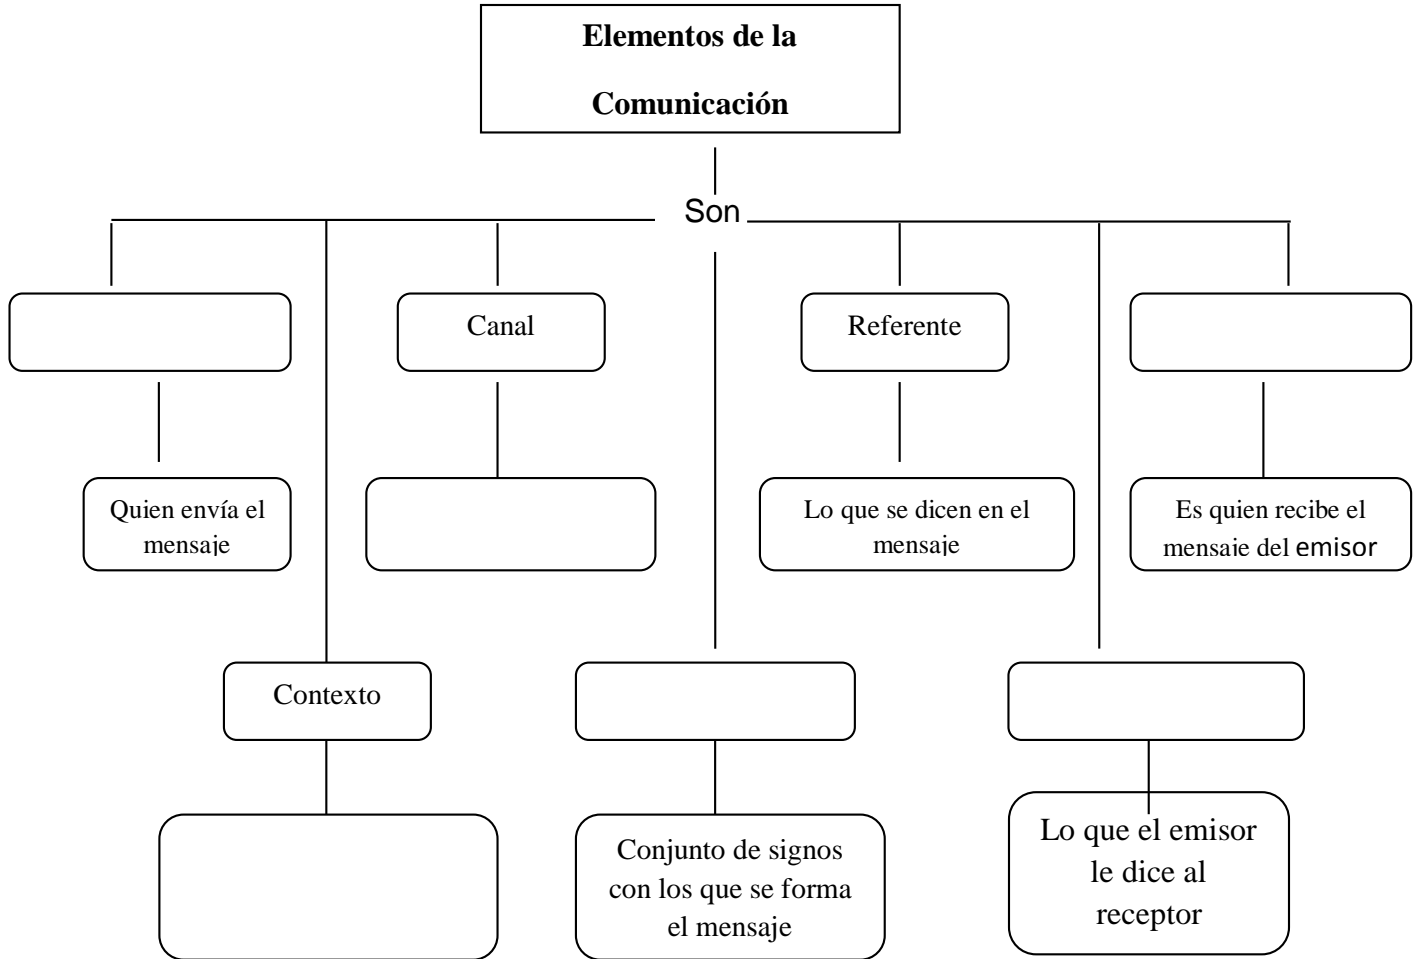 Elementos de la
Comunicación
Son
Canal
Referente
Quien envía el
mensaje
Lo que se dicen en el
mensaje
Es quien recibe el
mensaje del emisor
Contexto
Conjunto de signos
con los que se forma
el mensaje
Lo que el emisor
le dice al
receptor